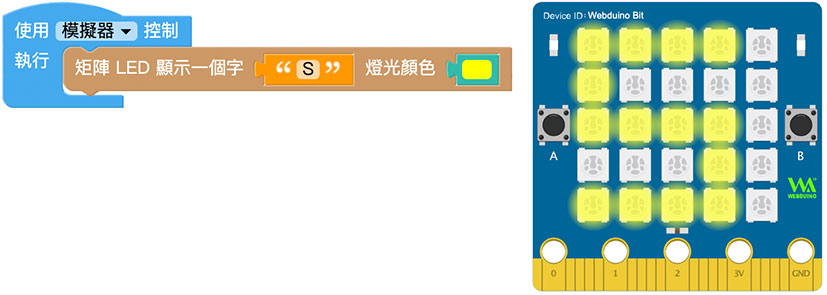 使用 模擬器 控制
執行 矩陣 LED 顯示一個字 “ S ” 燈光顏色
Device ID: Webduino Bit
A B
WEBDUINO
0 1 2 3V GND